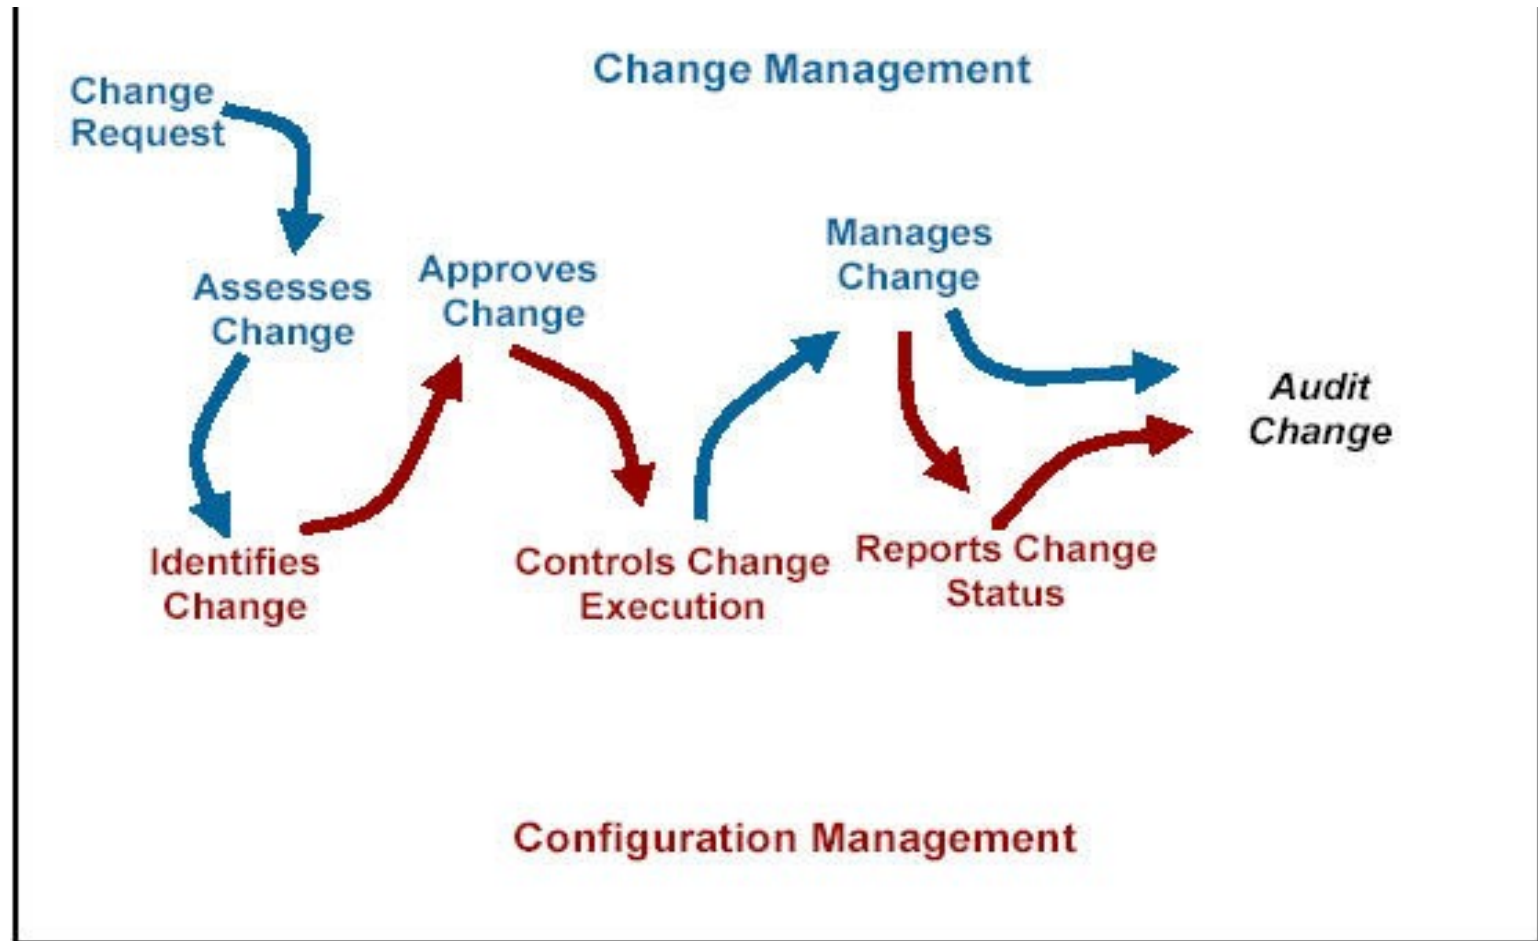 Change Management
Change
Request
Assesses
Change
Approves
Change
Manages
Change
Audit
Change
Identifies
Change
Controls Change
Execution
Reports Change
Status
Configuration Management